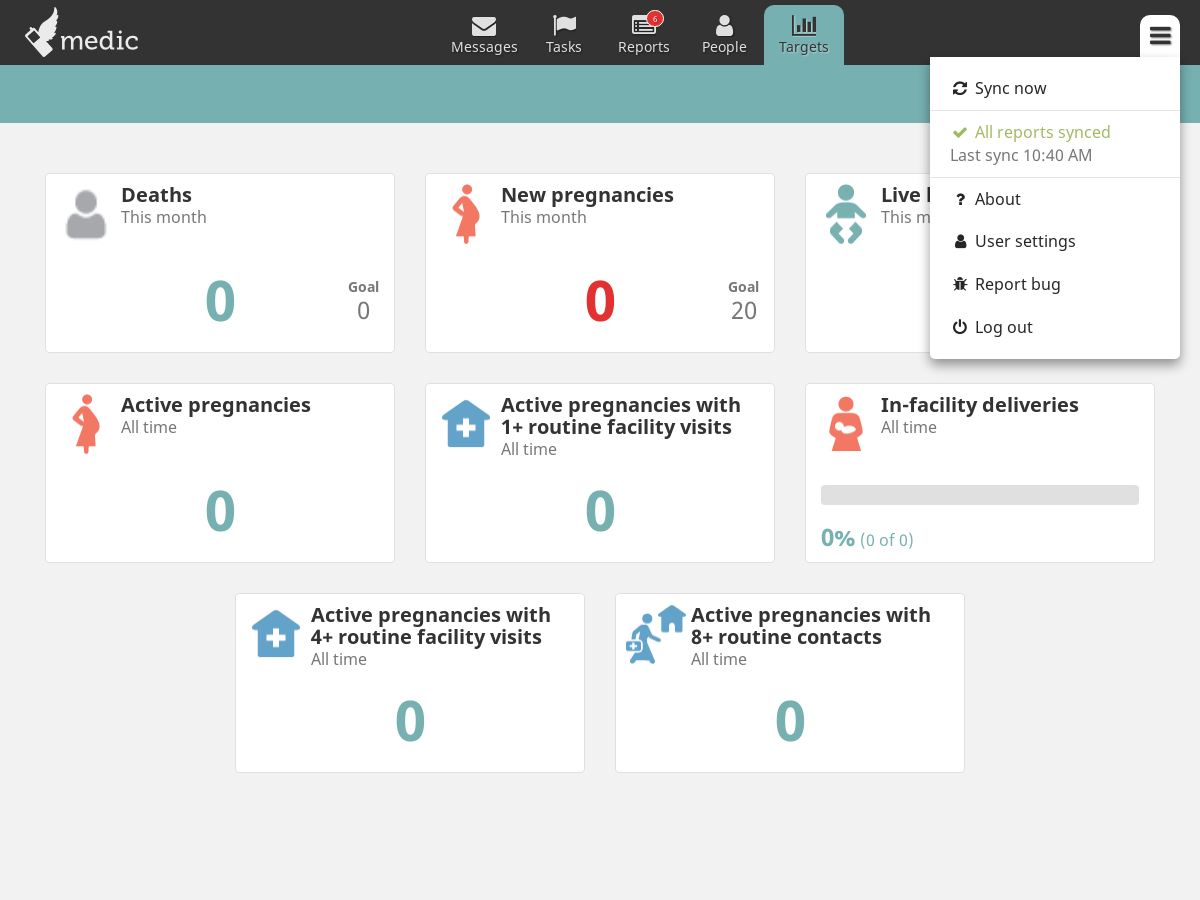 medic
Messages
Tasks
6
Reports
People
Targets
Sync now
All reports synced
Last sync 10:40 AM
? About
User settings
Report bug
Log out
Deaths
This month
0
Goal
0
New pregnancies
This month
0
Goal
20
Live
This m
Active pregnancies
All time
0
Active pregnancies with
1+ routine facility visits
All time
0
In-facility deliveries
All time
0% (0 of 0)
Active pregnancies with
4+ routine facility visits
All time
0
Active pregnancies with
8+ routine contacts
All time
0